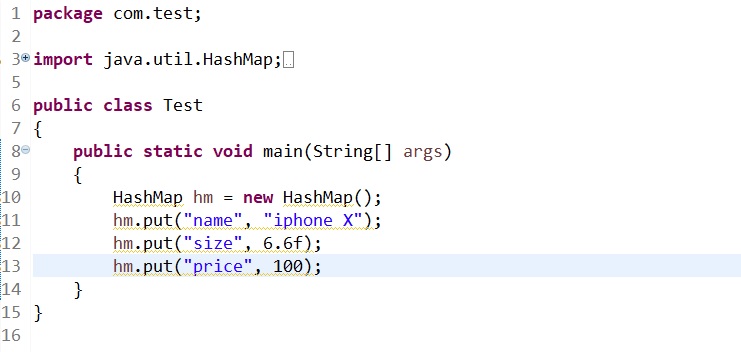 1 package com.test;
2
3 import java.util.HashMap;
5
6 public class Test
7 {
8     public static void main(String[] args)
9     {
10         HashMap hm = new HashMap();
11         hm.put("name", "iphone X");
12         hm.put("size", 6.6f);
13         hm.put("price", 100);
14     }
15 }
16